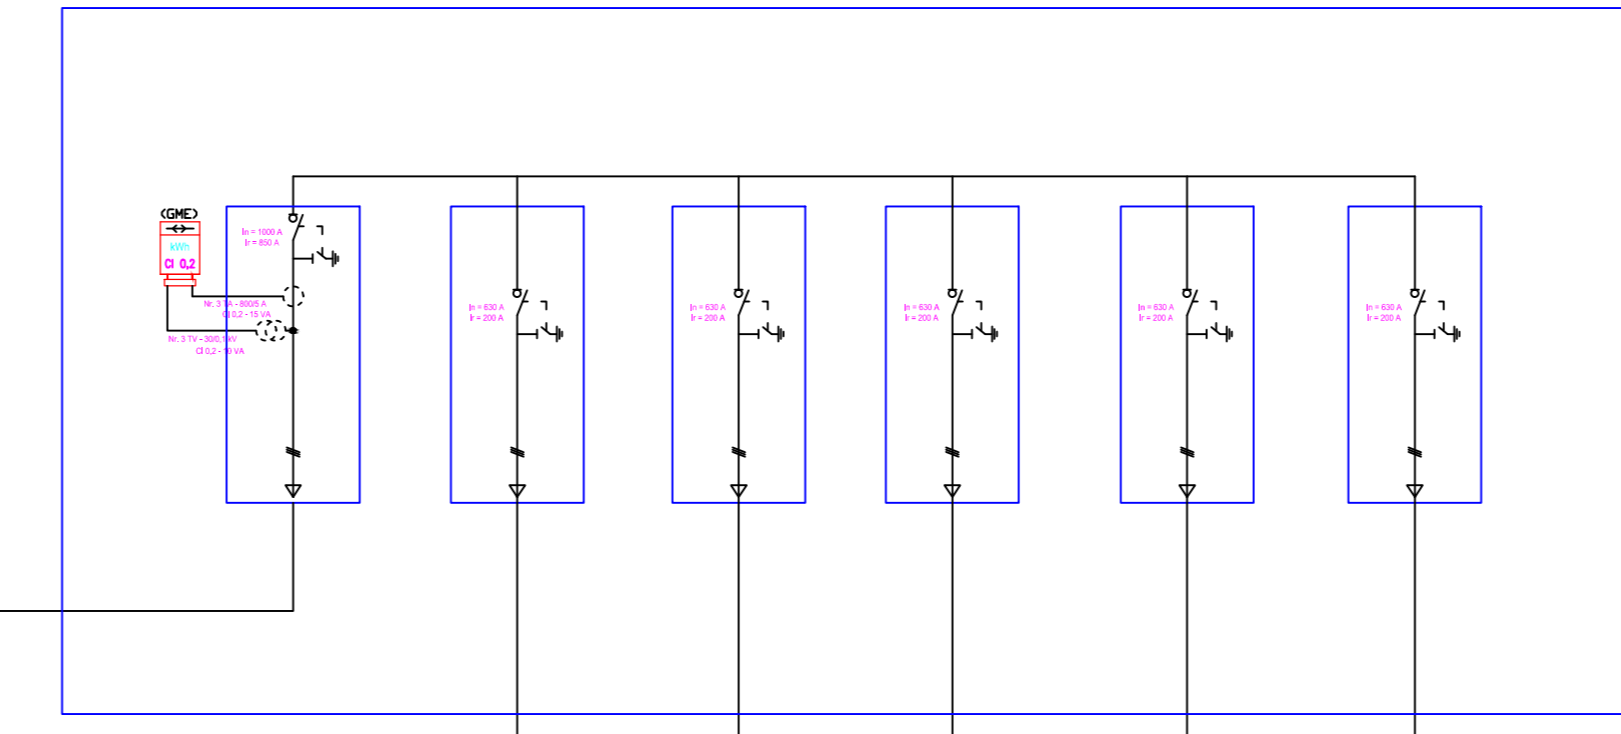 (GME)
kWh
Cl 0,2
In = 1000 A
Ir = 850 A
Nr. 3 TA - 800/5 A
Cl 0,2 - 15 VA
Nr. 3 TV - 30/0,1 kV
Cl 0,2 - 10 VA
In = 630 A
Ir = 200 A
In = 630 A
Ir = 200 A
In = 630 A
Ir = 200 A
In = 630 A
Ir = 200 A
In = 630 A
Ir = 200 A